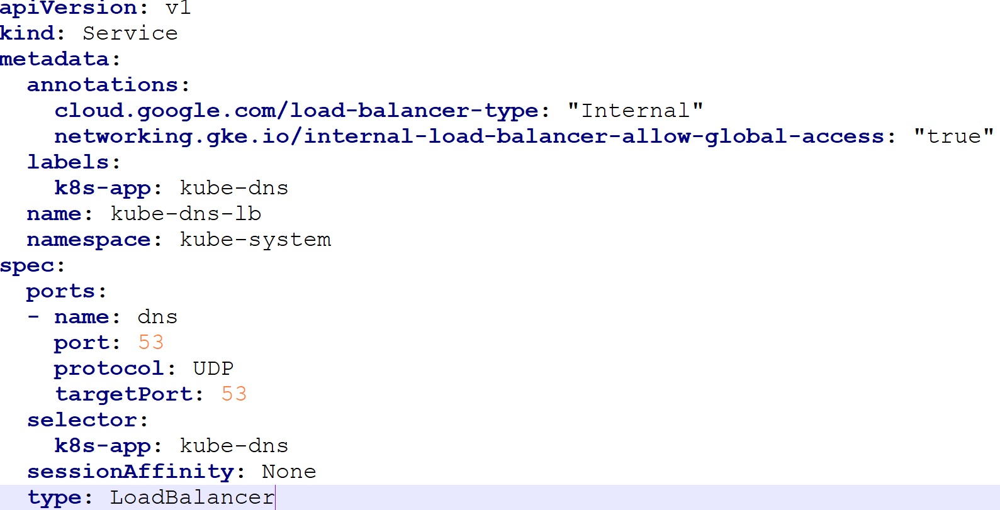 apiVersion: v1
kind: Service
metadata:
  annotations:
    cloud.google.com/load-balancer-type: "Internal"
    networking.gke.io/internal-load-balancer-allow-global-access: "true"
  labels:
    k8s-app: kube-dns
  name: kube-dns-lb
  namespace: kube-system
spec:
  ports:
  - name: dns
    port: 53
    protocol: UDP
    targetPort: 53
  selector:
    k8s-app: kube-dns
  sessionAffinity: None
  type: LoadBalancer